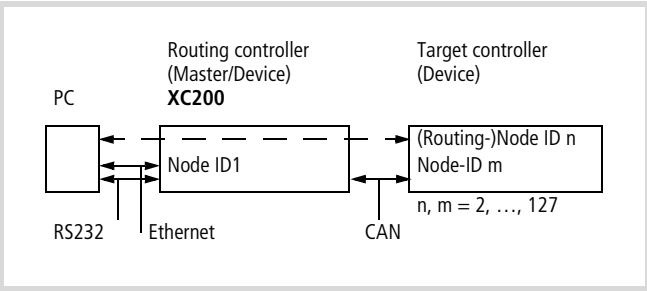 Routing controller
(Master/Device)
XC200
Target controller
(Device)
PC
(Routing-)Node ID n
Node ID1
Node-ID m
n, m = 2, …, 127
RS232
Ethernet
CAN